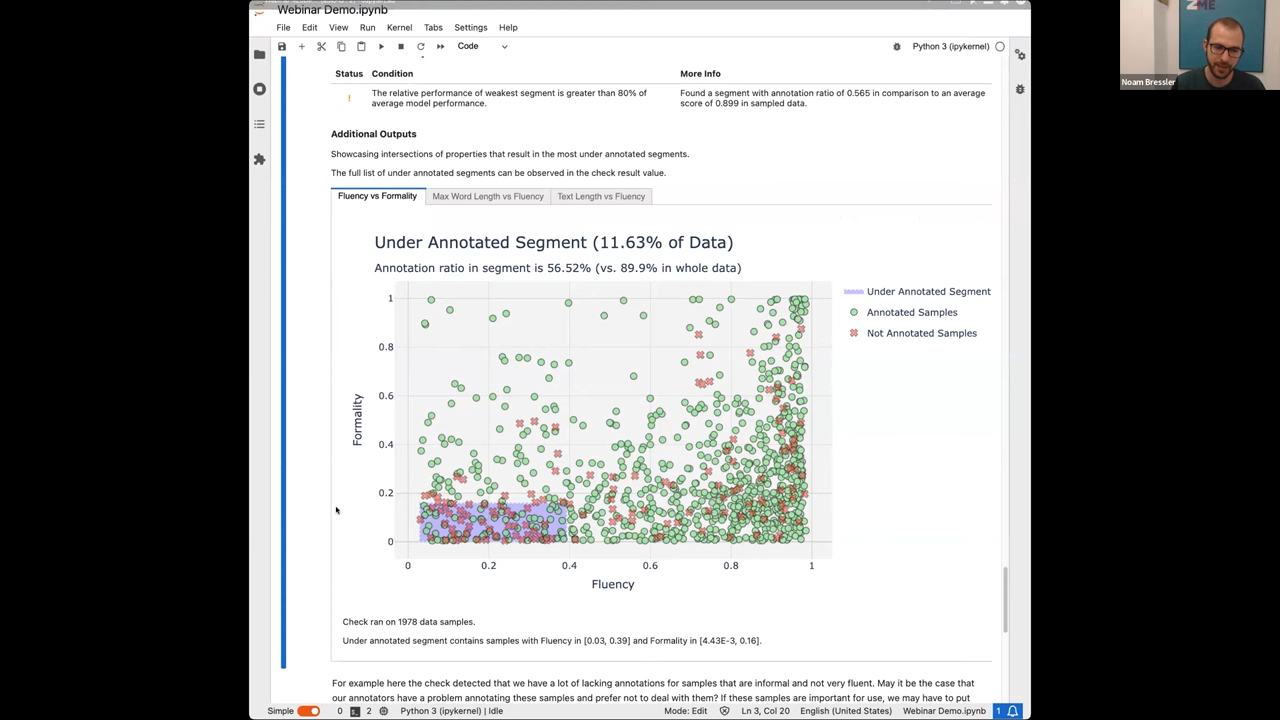 Webinar Demo.ipynb
File Edit View Run Kernel Tabs Settings Help
Code
Python 3 (ipykernel)
ZME
Noam Bressler
Status Condition More Info
! The relative performance of weakest segment is greater than 80% of average model performance.
Found a segment with annotation ratio of 0.565 in comparison to an average score of 0.899 in sampled data.
Additional Outputs
Showcasing intersections of properties that result in the most under annotated segments.
The full list of under annotated segments can be observed in the check result value.
Fluency vs Formality Max Word Length vs Fluency Text Length vs Fluency
Under Annotated Segment (11.63% of Data)
Annotation ratio in segment is 56.52% (vs. 89.9% in whole data)
Under Annotated Segment
Annotated Samples
Not Annotated Samples
1
0.8
0.6
0.4
0.2
0
Formality
0 0.2 0.4 0.6 0.8 1
Fluency
Check ran on 1978 data samples.
Under annotated segment contains samples with Fluency in [0.03, 0.39] and Formality in [4.43E-3, 0.16].
For example here the check detected that we have a lot of lacking annotations for samples that are informal and not very fluent. May it be the case that
our annotators have a problem annotating these samples and prefer not to deal with them? If these samples are important for use, we may have to put
Simple 0 2 Python 3 (ipykernel) | Idle Mode: Edit Ln 3, Col 20 English (United States) Webinar Demo.ipynb 1